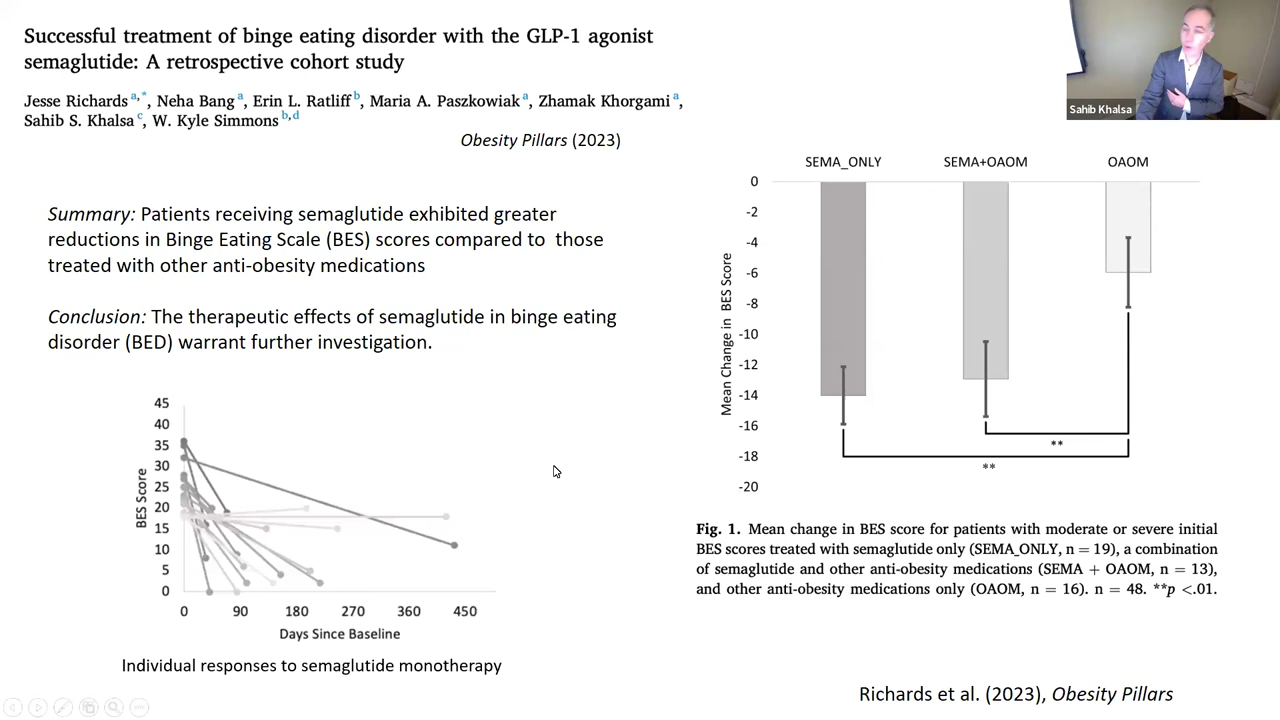 Successful treatment of binge eating disorder with the GLP-1 agonist
semaglutide: A retrospective cohort study
Jesse Richards a,*, Neha Bang a, Erin L. Ratliff b, Maria A. Paszkowiak a, Zhamak Khorgami a,
Sahib S. Khalsa c, W. Kyle Simmons b,d
Obesity Pillars (2023)
Sahib Khalsa
Summary: Patients receiving semaglutide exhibited greater
reductions in Binge Eating Scale (BES) scores compared to those
treated with other anti-obesity medications
Conclusion: The therapeutic effects of semaglutide in binge eating
disorder (BED) warrant further investigation.
45
40
35
30
25
20
15
10
5
0
BES Score
0 90 180 270 360 450
Days Since Baseline
Individual responses to semaglutide monotherapy
SEMA_ONLY SEMA+OAOM OAOM
0
-2
-4
-6
-8
-10
-12
-14
-16
-18
-20
Mean Change in BES Score
**
**
Fig. 1. Mean change in BES score for patients with moderate or severe initial
BES scores treated with semaglutide only (SEMA_ONLY, n = 19), a combination
of semaglutide and other anti-obesity medications (SEMA + OAOM, n = 13),
and other anti-obesity medications only (OAOM, n = 16). n = 48. **p <.01.
Richards et al. (2023), Obesity Pillars